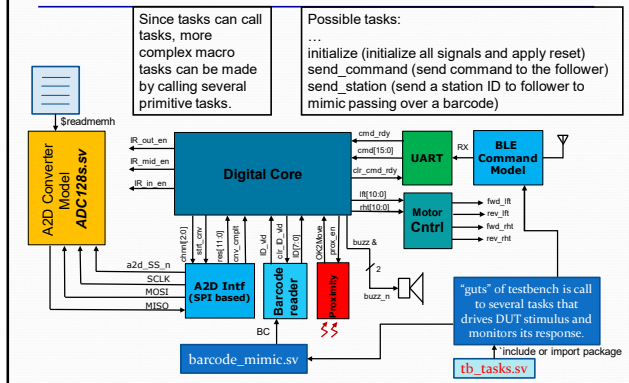 Since tasks can call
tasks, more
complex macro
tasks can be made
by calling several
primitive tasks.
Possible tasks:
…
initialize (initialize all signals and apply reset)
send_command (send command to the follower)
send_station (send a station ID to follower to
mimic passing over a barcode)
$readmemh
A2D Converter
Model
ADC128s.sv
IR_out_en
IR_mid_en
IR_in_en
Digital Core
cmd_rdy
cmd[15:0]
clr_cmd_rdy
UART
RX
BLE
Command
Model
lft[10:0]
rht[10:0]
Motor
Cntrl
fwd_lft
rev_lft
fwd_rht
rev_rht
chnnl[2:0]
strt_cnv
res[11:0]
cnv_cmplt
ID_vld
clr_ID_vld
ID[7:0]
OK2Move
prox_en
buzz &
2
buzz_n
a2d_SS_n
SCLK
MOSI
MISO
A2D Intf
(SPI based)
Barcode
reader
Proximity
BC
barcode_mimic.sv
"guts" of testbench is call
to several tasks that
drives DUT stimulus and
monitors its response.
`include or import package
tb_tasks.sv